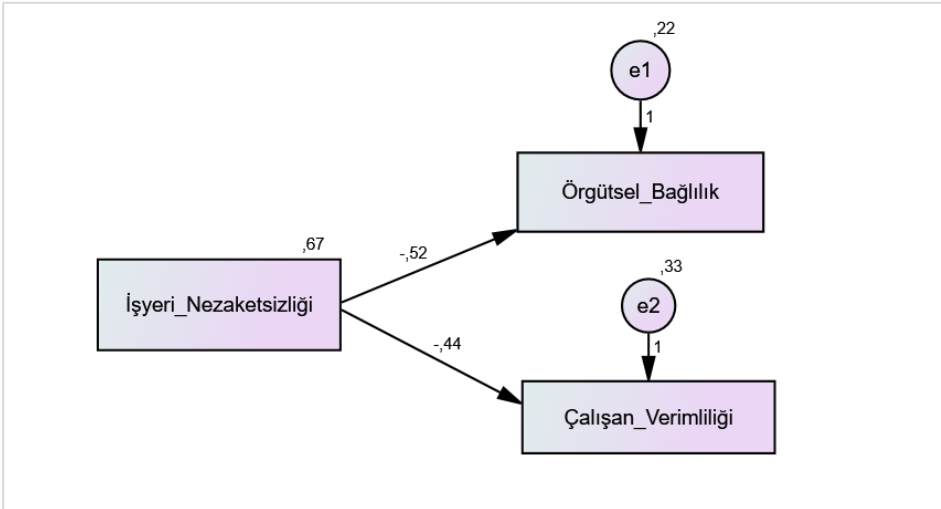 ,22
e1
1
Örgütsel_Bağlılık
,67
-,52
İşyeri_Nezaketsizliği
,33
e2
-,44
1
Çalışan_Verimliliği